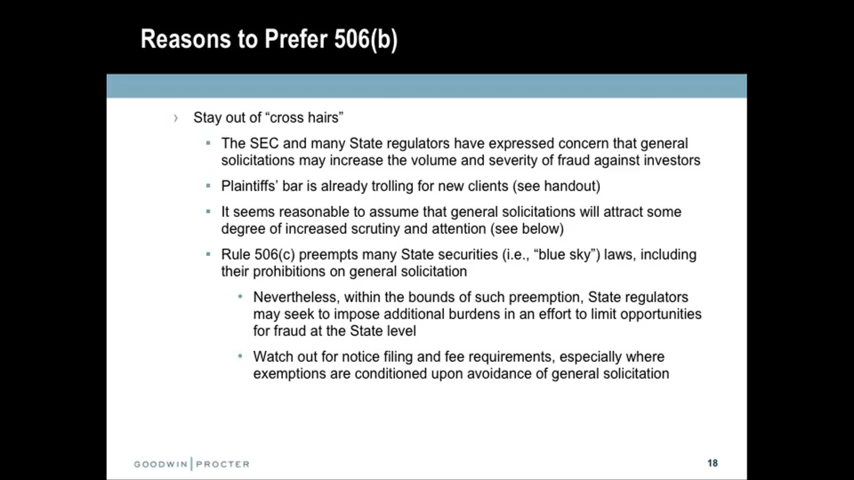 Reasons to Prefer 506(b)
› Stay out of “cross hairs”
▪ The SEC and many State regulators have expressed concern that general
solicitations may increase the volume and severity of fraud against investors
▪ Plaintiffs’ bar is already trolling for new clients (see handout)
▪ It seems reasonable to assume that general solicitations will attract some
degree of increased scrutiny and attention (see below)
▪ Rule 506(c) preempts many State securities (i.e., “blue sky”) laws, including
their prohibitions on general solicitation
• Nevertheless, within the bounds of such preemption, State regulators
may seek to impose additional burdens in an effort to limit opportunities
for fraud at the State level
• Watch out for notice filing and fee requirements, especially where
exemptions are conditioned upon avoidance of general solicitation
GOODWIN PROCTER
18